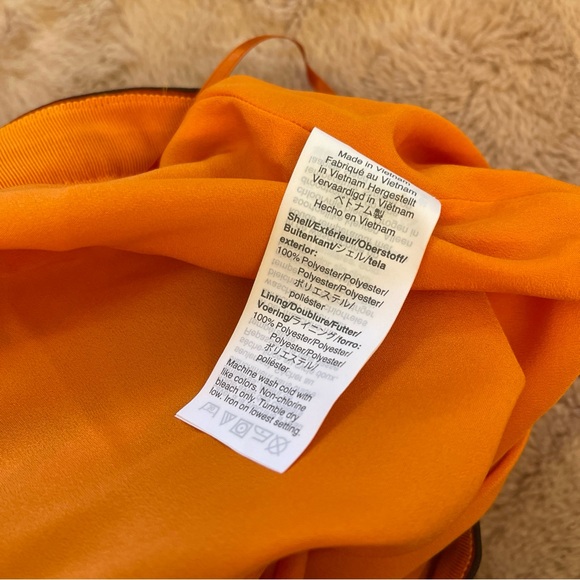 Made in Vietnam
Fabriqué au Vietnam
in Vietnam Hergestellt
Vervaardigd in Viëtnam
ベトナム製
Hecho en Vietnam
Shell/Extérieur/Oberstoff/
Buitenkant/シェル/tela
exterior:
100% Polyester/Polyester/
Polyester/Polyester/
ポリエステル/
poliéster
Lining/Doublure/Futter/
Voering/ライニング/forro:
100% Polyester/Polyester/
Polyester/Polyester/
ポリエステル/
poliéster
Machine wash cold with
like colors. Non-chlorine
bleach only. Tumble dry
low. Iron on lowest setting.